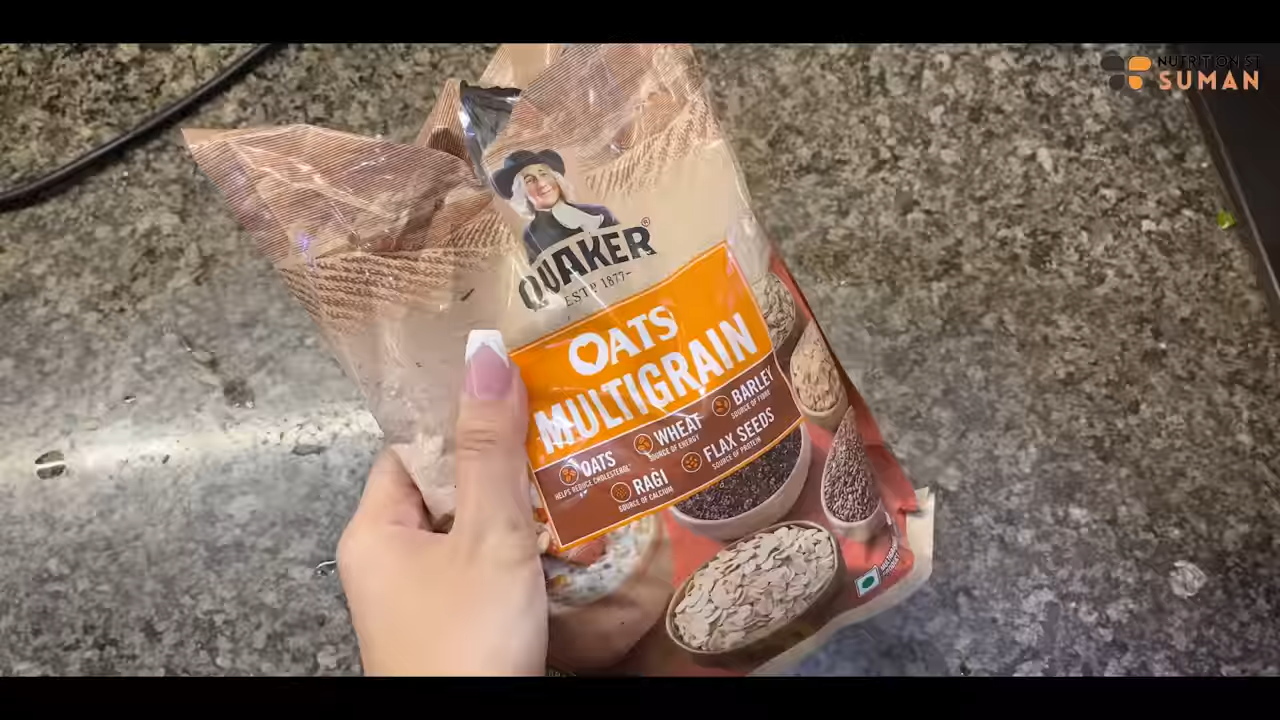 NUTRITIONIST
SUMAN
QUAKER®
ESTD 1877
OATS
MULTIGRAIN
OATS
HELPS REDUCE CHOLESTEROL*
WHEAT
SOURCE OF ENERGY
BARLEY
SOURCE OF FIBRE
RAGI
SOURCE OF CALCIUM
FLAX SEEDS
SOURCE OF PROTEIN